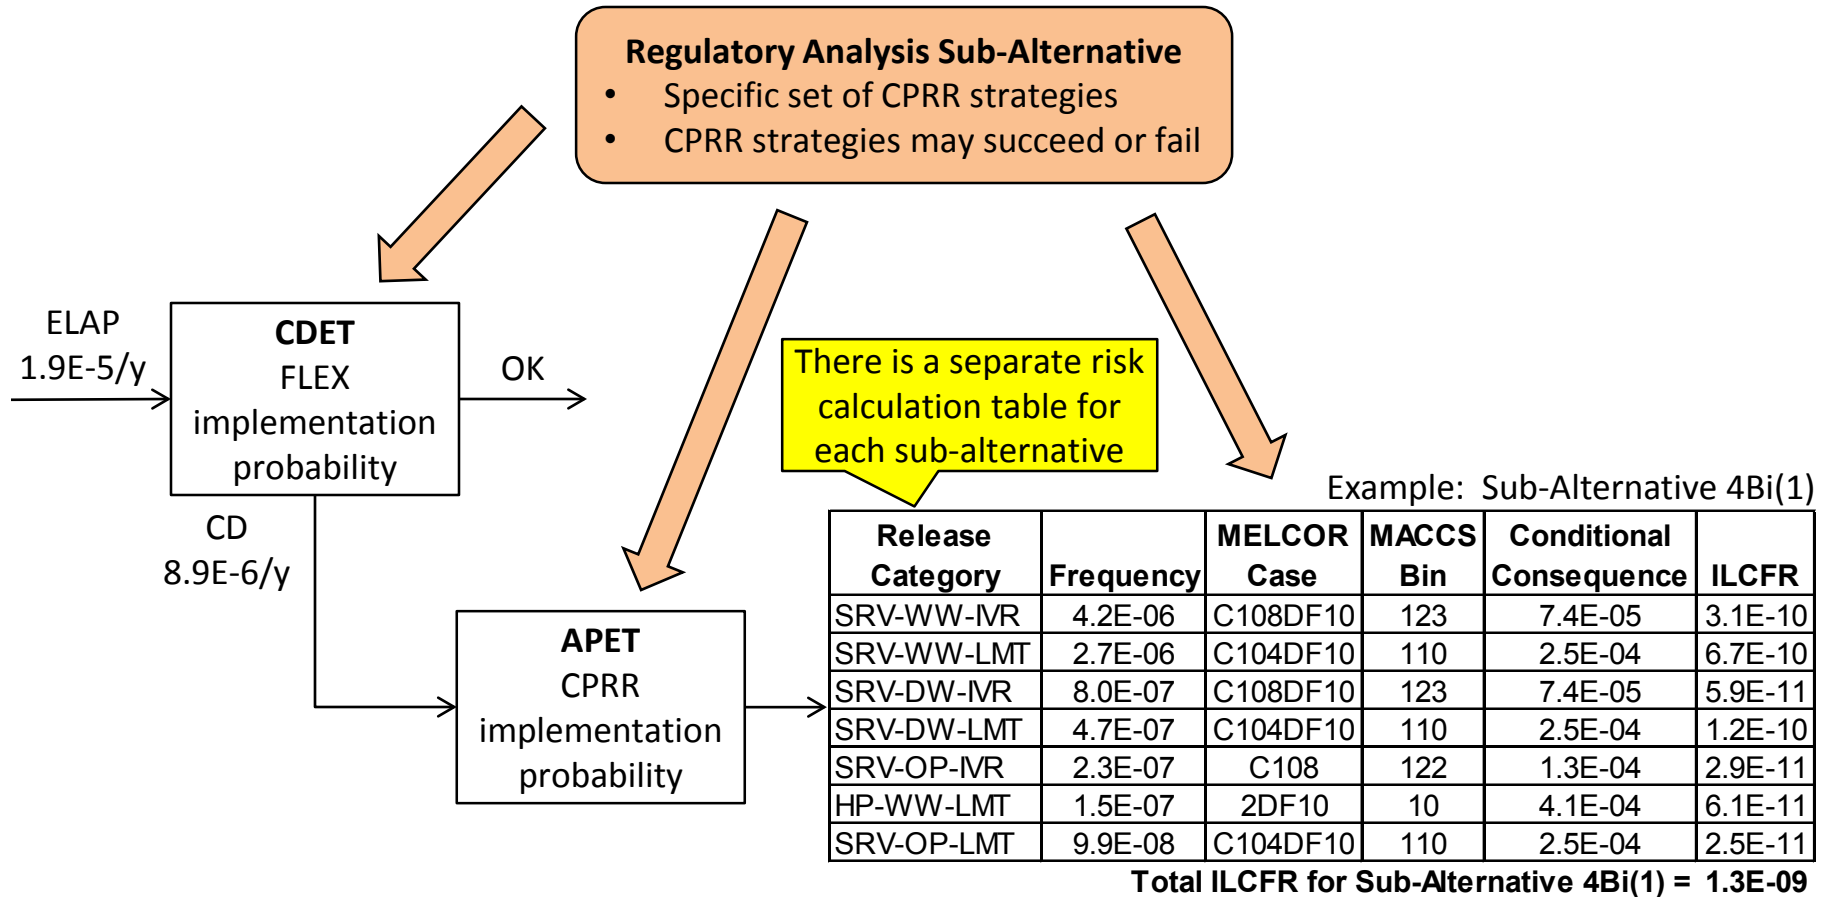 Regulatory Analysis Sub-Alternative
• Specific set of CPRR strategies
• CPRR strategies may succeed or fail
ELAP
1.9E-5/y
CDET
FLEX
implementation
probability
OK
CD
8.9E-6/y
APET
CPRR
implementation
probability
There is a separate risk
calculation table for
each sub-alternative
Example: Sub-Alternative 4Bi(1)
Release Category Frequency MELCOR Case MACCS Bin Conditional Consequence ILCFR
SRV-WW-IVR 4.2E-06 C108DF10 123 7.4E-05 3.1E-10
SRV-WW-LMT 2.7E-06 C104DF10 110 2.5E-04 6.7E-10
SRV-DW-IVR 8.0E-07 C108DF10 123 7.4E-05 5.9E-11
SRV-DW-LMT 4.7E-07 C104DF10 110 2.5E-04 1.2E-10
SRV-OP-IVR 2.3E-07 C108 122 1.3E-04 2.9E-11
HP-WW-LMT 1.5E-07 2DF10 10 4.1E-04 6.1E-11
SRV-OP-LMT 9.9E-08 C104DF10 110 2.5E-04 2.5E-11
Total ILCFR for Sub-Alternative 4Bi(1) = 1.3E-09